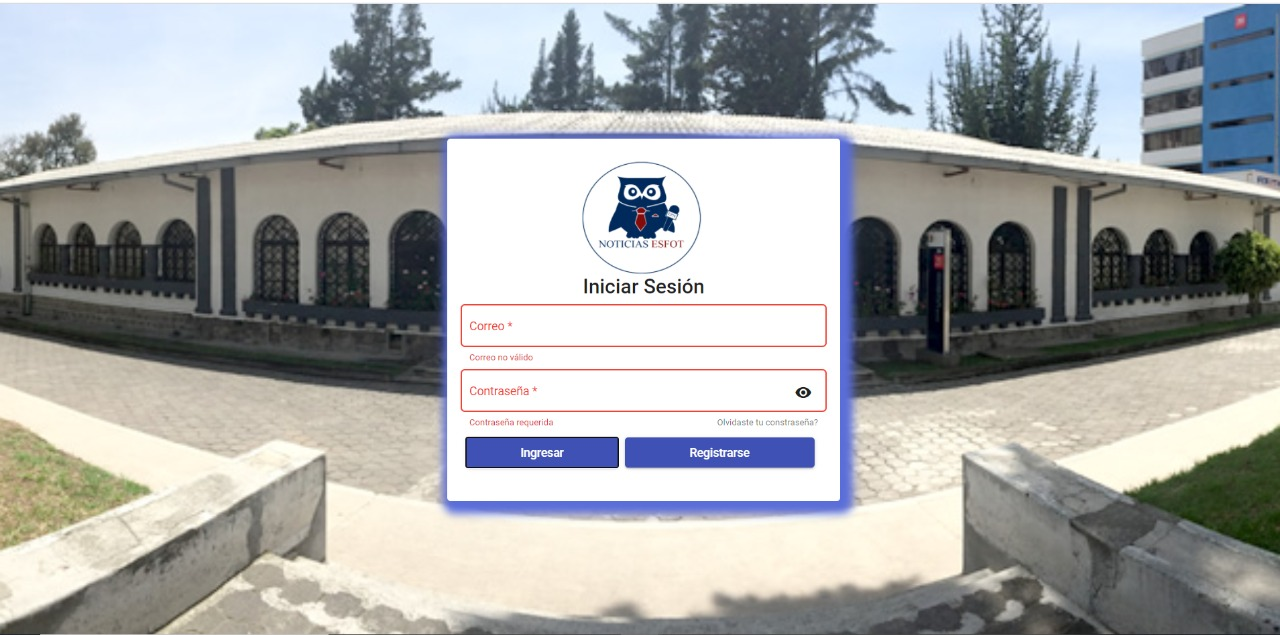 NOTICIAS ESFOT
Iniciar Sesión
Correo *
Correo no válido
Contraseña *
Contraseña requerida
Olvidaste tu constraseña?
Ingresar
Registrarse